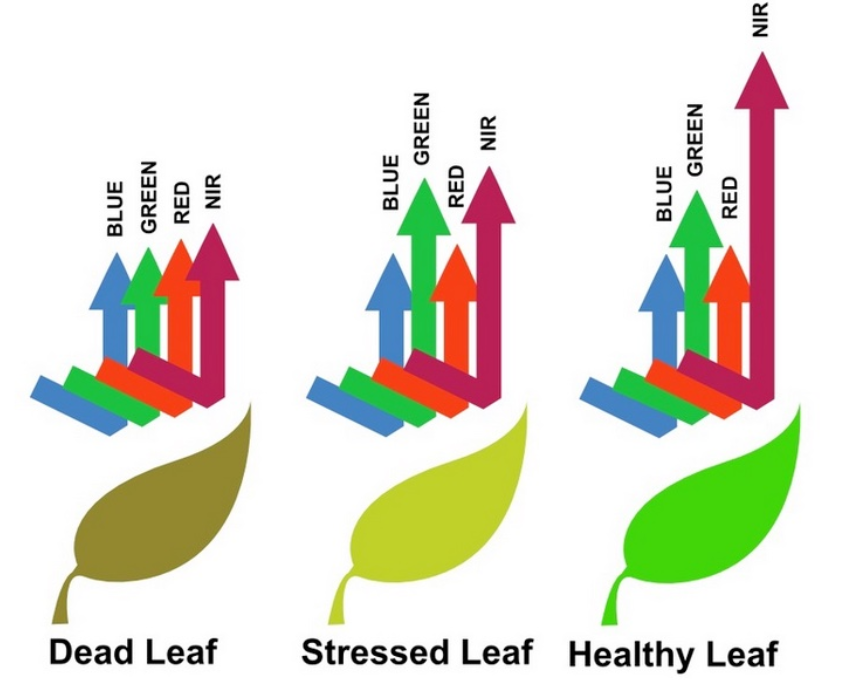 BLUE
GREEN
RED
NIR
BLUE
GREEN
RED
NIR
BLUE
GREEN
RED
NIR
Dead Leaf
Stressed Leaf
Healthy Leaf